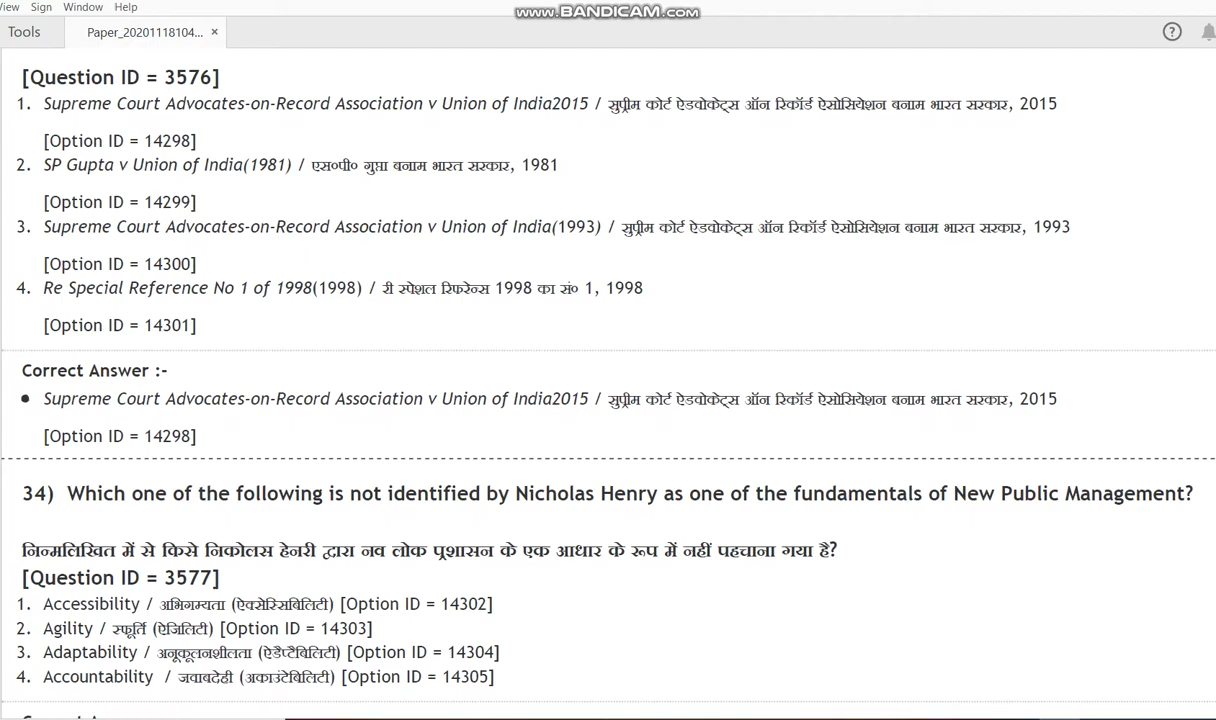 View Sign Window Help
www.BANDICAM.com
Tools Paper_20201118104... ×
[Question ID = 3576]
1. Supreme Court Advocates-on-Record Association v Union of India2015 / सुप्रीम कोर्ट ऐडवोकेट्स ऑन रिकॉर्ड ऐसोसियेशन बनाम भारत सरकार, 2015
[Option ID = 14298]
2. SP Gupta v Union of India(1981) / एस०पी० गुप्ता बनाम भारत सरकार, 1981
[Option ID = 14299]
3. Supreme Court Advocates-on-Record Association v Union of India(1993) / सुप्रीम कोर्ट ऐडवोकेट्स ऑन रिकॉर्ड ऐसोसियेशन बनाम भारत सरकार, 1993
[Option ID = 14300]
4. Re Special Reference No 1 of 1998(1998) / री स्पेशल रिफरेन्स 1998 का सं० 1, 1998
[Option ID = 14301]
Correct Answer :-
• Supreme Court Advocates-on-Record Association v Union of India2015 / सुप्रीम कोर्ट ऐडवोकेट्स ऑन रिकॉर्ड ऐसोसियेशन बनाम भारत सरकार, 2015
[Option ID = 14298]
34) Which one of the following is not identified by Nicholas Henry as one of the fundamentals of New Public Management?
निन्मलिखित में से किसे निकोलस हेनरी द्वारा नव लोक प्रशासन के एक आधार के रूप में नहीं पहचाना गया है?
[Question ID = 3577]
1. Accessibility / अभिगम्यता (ऐक्सेस्सिबिलिटी) [Option ID = 14302]
2. Agility / स्फूर्ति (ऐजिलिटी) [Option ID = 14303]
3. Adaptability / अनूकूलनशीलता (ऐडैप्टैबिलिटी) [Option ID = 14304]
4. Accountability / जवाबदेही (अकाउंटेबिलिटी) [Option ID = 14305]